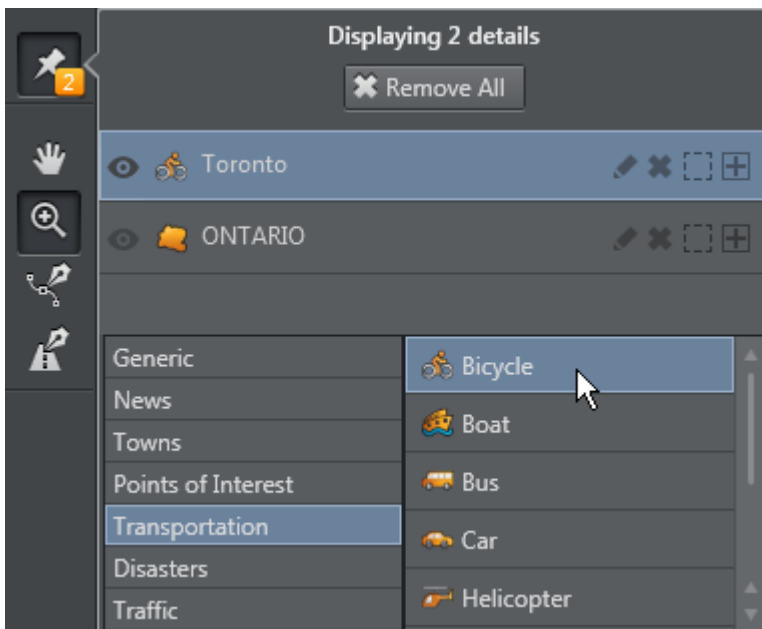 Displaying 2 details
2
Remove All
Toronto
ONTARIO
Generic
News
Towns
Points of Interest
Transportation
Disasters
Traffic
Bicycle
Boat
Bus
Car
Helicopter